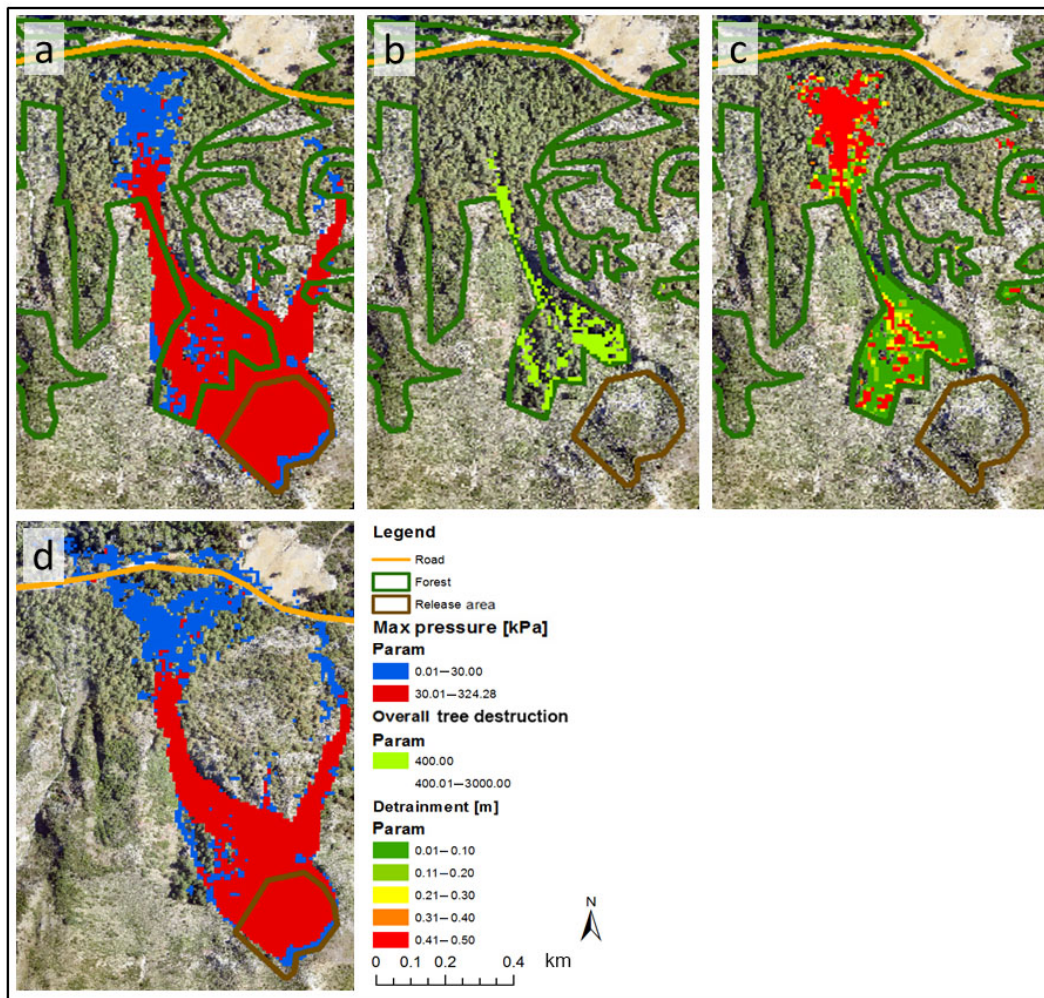 a
b
c
d
Legend
Road
Forest
Release area
Max pressure [kPa]
Param
0.01—30.00
30.01—324.28
Overall tree destruction
Param
400.00
400.01—3000.00
Detrainment [m]
Param
0.01—0.10
0.11—0.20
0.21—0.30
0.31—0.40
0.41—0.50
N
0 0.1 0.2 0.4 km